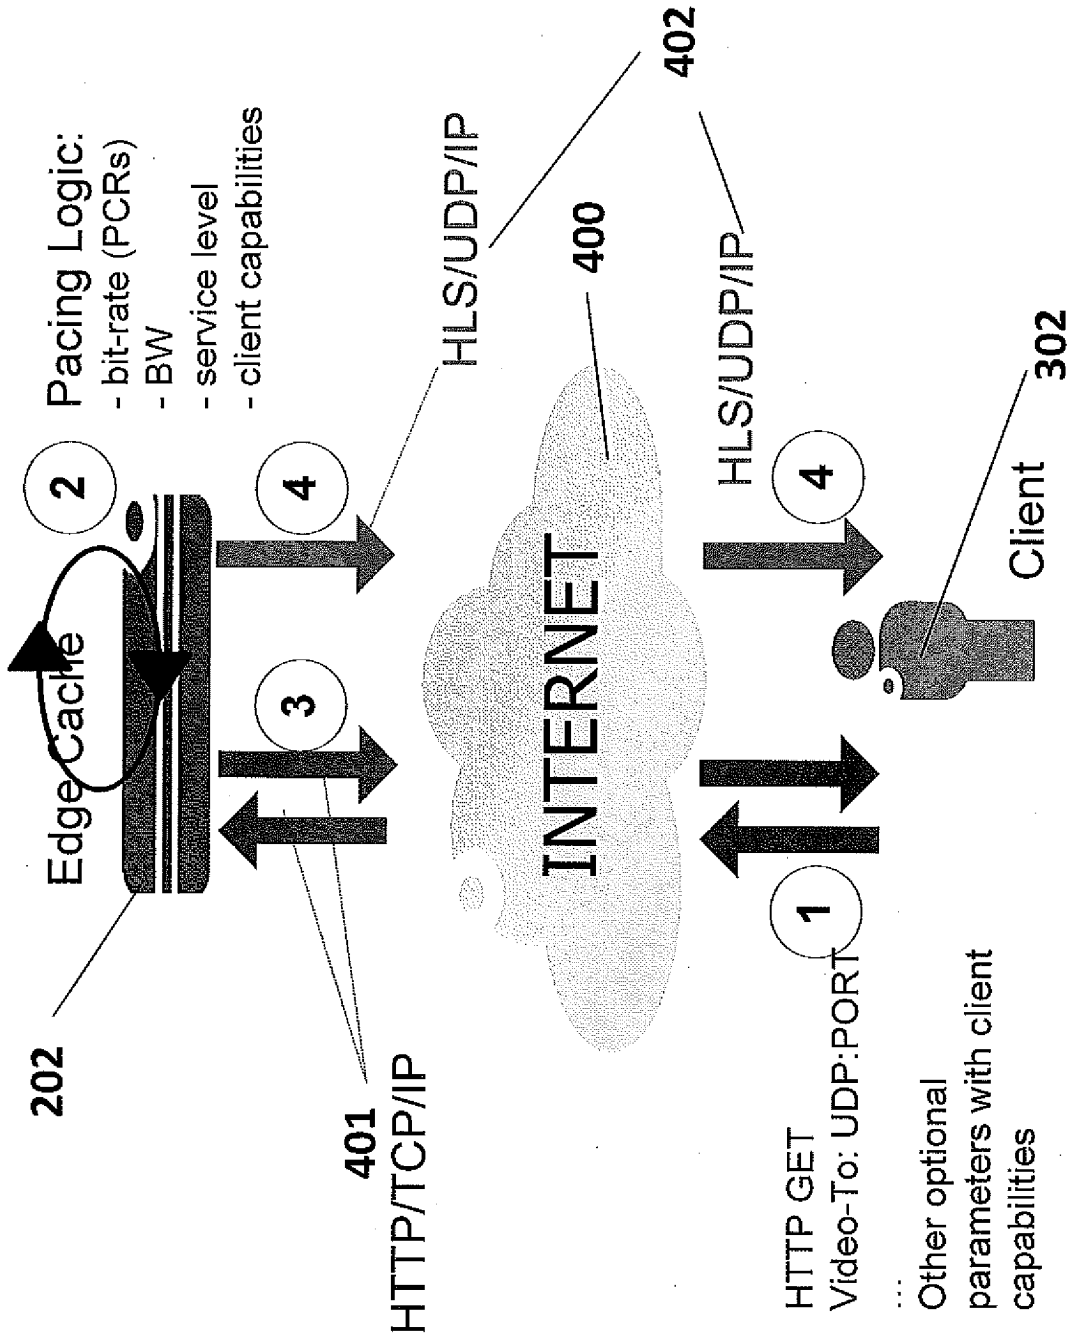 202
Edge Cache
2
Pacing Logic:
- bit-rate (PCRs)
- BW
- service level
- client capabilities
401
HTTP/TCP/IP
3
4
HLS/UDP/IP
402
INTERNET
400
HTTP GET
Video-To: UDP:PORT
...
Other optional
parameters with client
capabilities
1
4
HLS/UDP/IP
Client
302